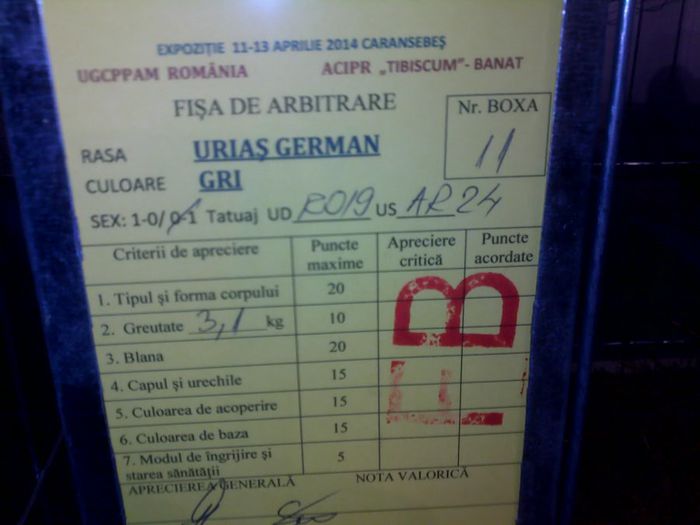 EXPOZIȚIE 11-13 APRILIE 2014 CARANSEBEȘ
UGCPPAM ROMÂNIA ACIPR „TIBISCUM”- BANAT
FIȘA DE ARBITRARE
Nr. BOXA
11
RASA URIAȘ GERMAN
CULOARE GRI
SEX: 1-0/ 0-1 Tatuaj UD RO19 US AR24
Criterii de apreciere Puncte maxime Apreciere critică Puncte acordate
1. Tipul și forma corpului 20
2. Greutate 3,1 kg 10
3. Blana 20
4. Capul și urechile 15
5. Culoarea de acoperire 15
6. Culoarea de baza 15
7. Modul de îngrijire și starea sănătății 5
FB
APRECIEREA GENERALĂ NOTA VALORICĂ